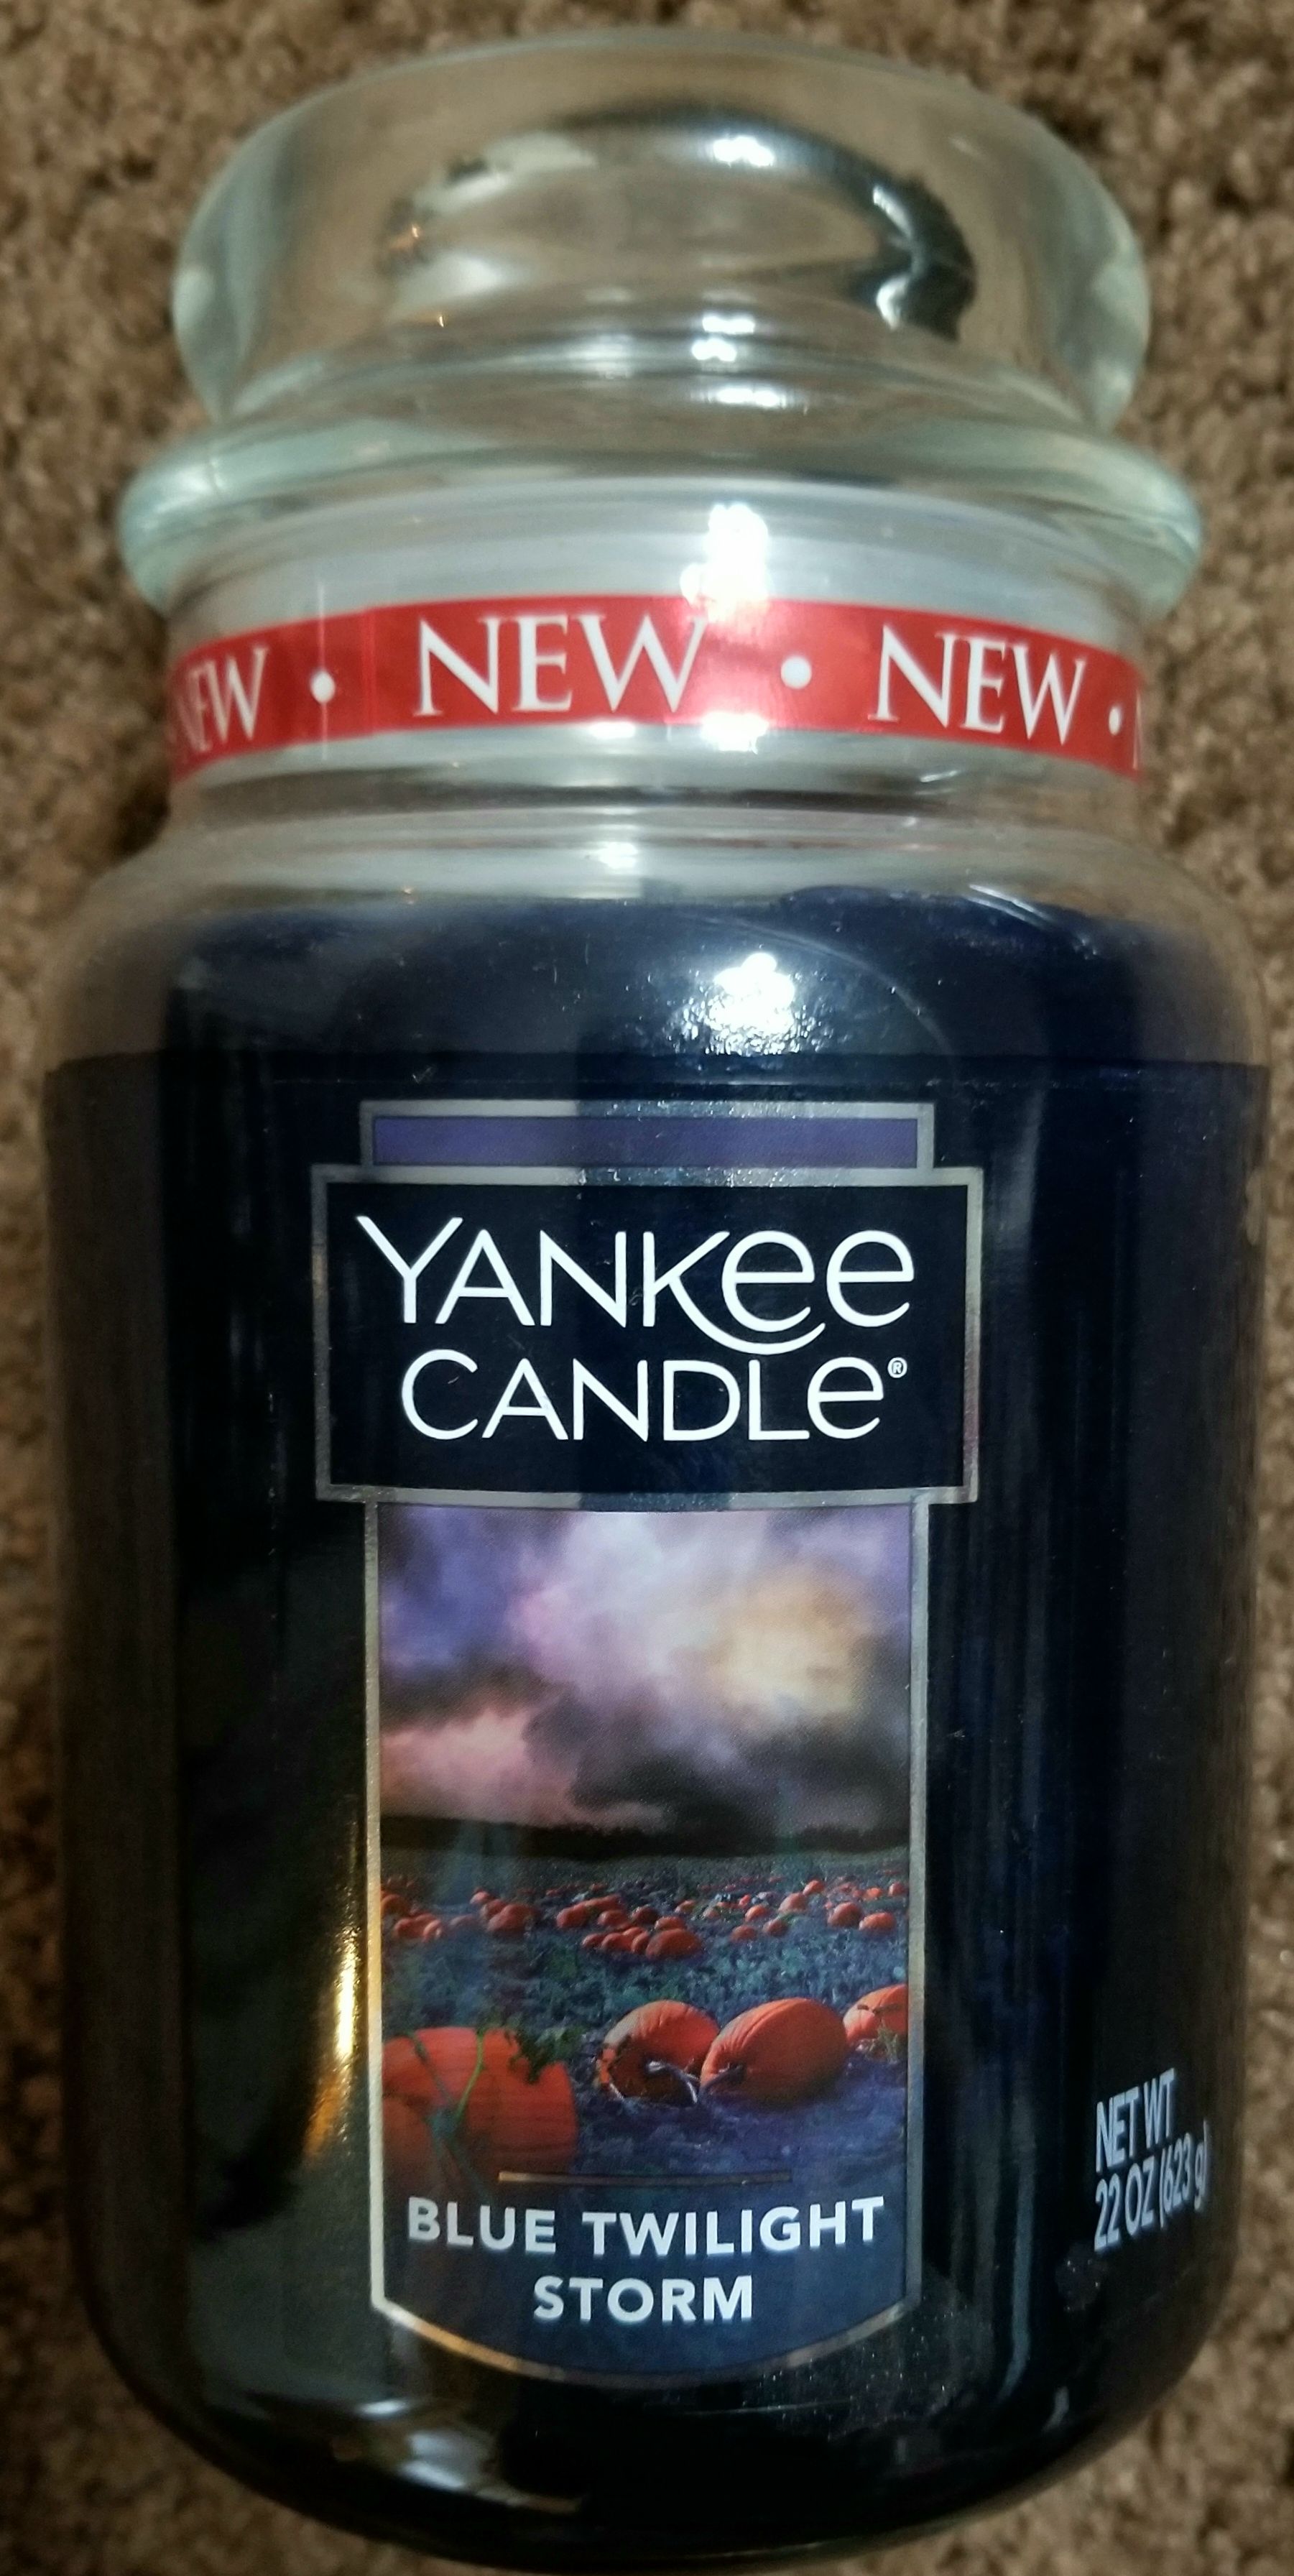 NEW • NEW • NEW •
YANKEE
CANDLE®
BLUE TWILIGHT
STORM
NET WT
22 OZ (623 g)